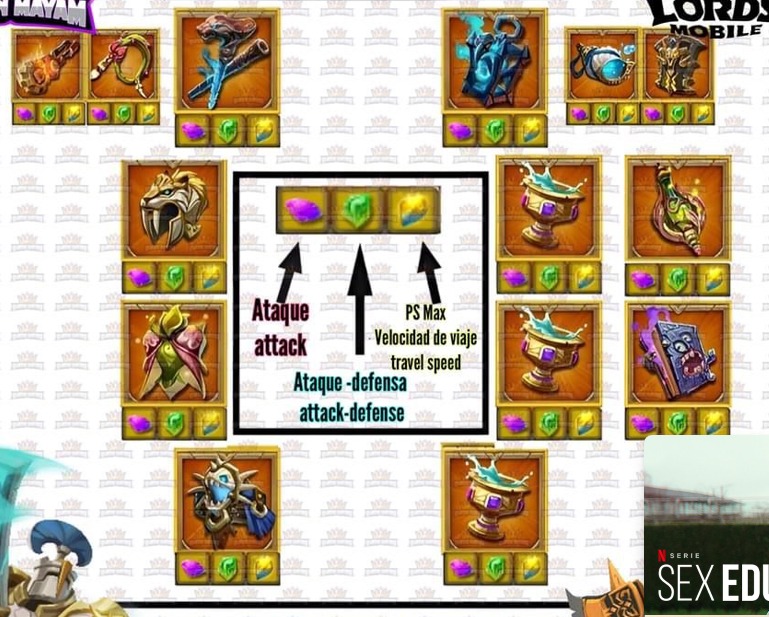 N MAYAM
LORDS
MOBILE
Ataque
attack
PS Max
Velocidad de viaje
travel speed
Ataque -defensa
attack-defense
N SERIE
SEX EDU